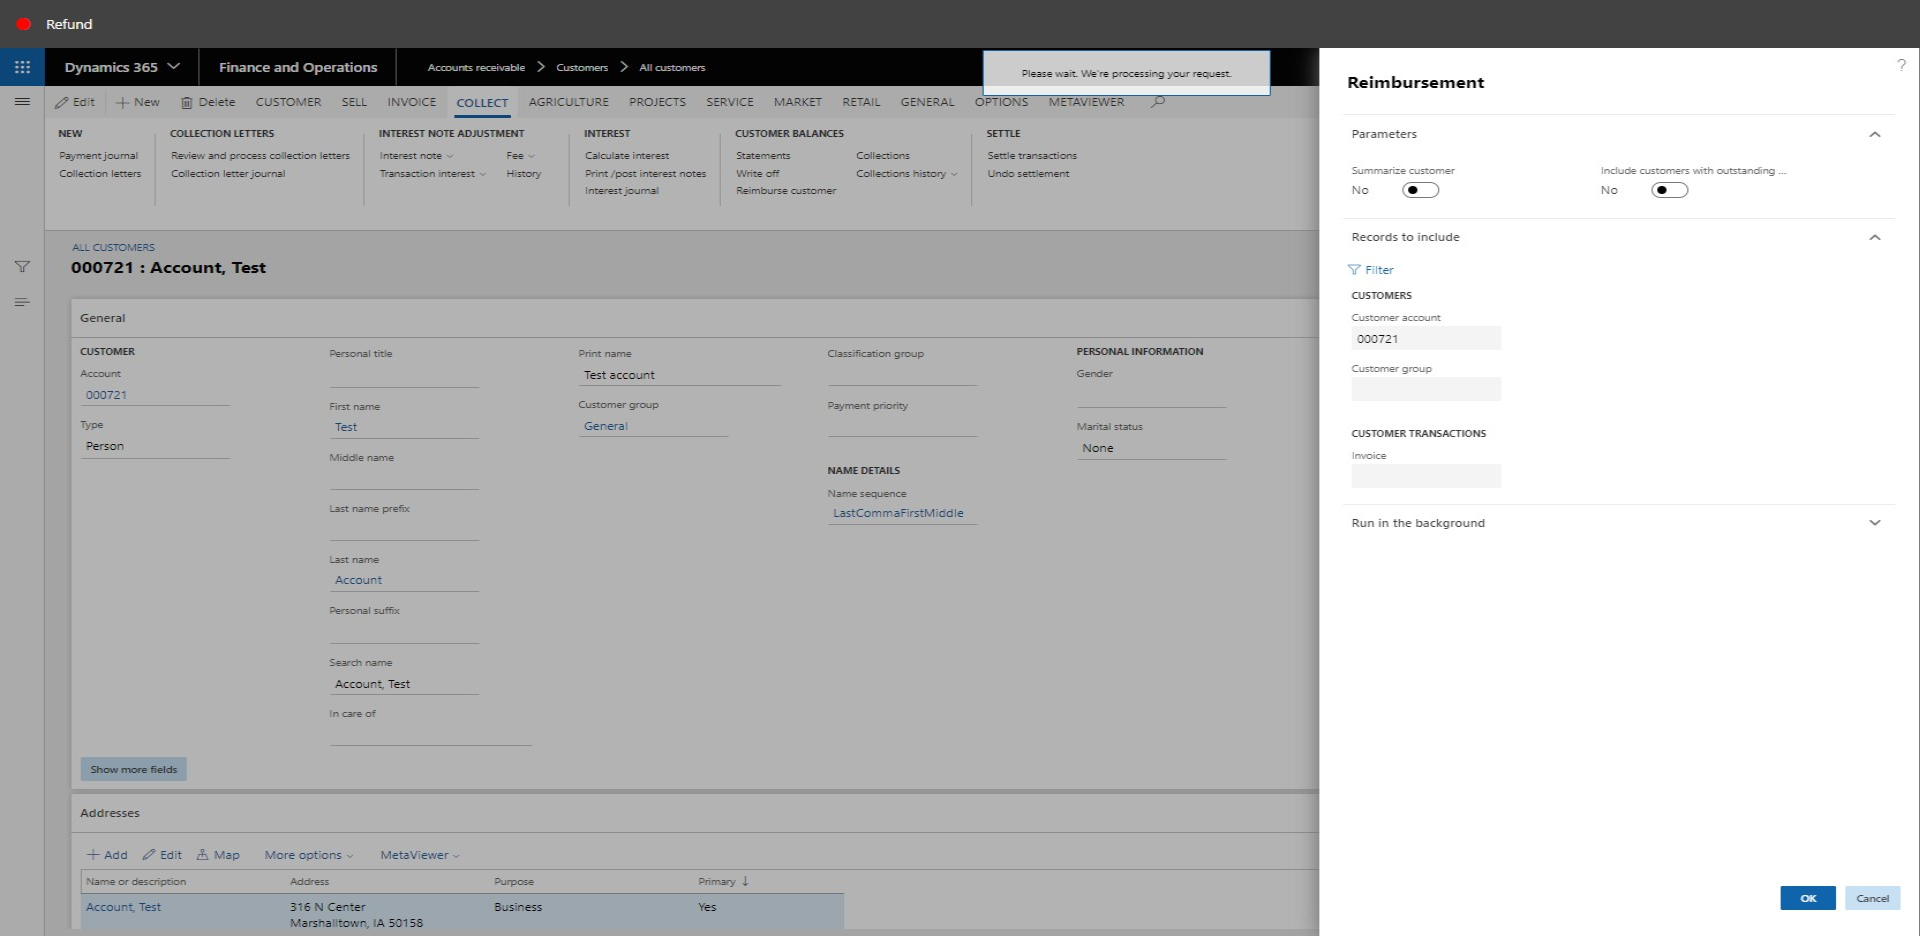 Refund
Dynamics 365
Finance and Operations
Accounts receivable
Customers
All customers
Please wait. We're processing your request.
?
Edit
New
Delete
CUSTOMER
SELL
INVOICE
COLLECT
AGRICULTURE
PROJECTS
SERVICE
MARKET
RETAIL
GENERAL
OPTIONS
METAVIEWER
NEW
Payment journal
Collection letters
COLLECTION LETTERS
Review and process collection letters
Collection letter journal
INTEREST NOTE ADJUSTMENT
Interest note
Transaction interest
Fee
History
INTEREST
Calculate interest
Print /post interest notes
Interest journal
CUSTOMER BALANCES
Statements
Write off
Reimburse customer
Collections
Collections history
SETTLE
Settle transactions
Undo settlement
ALL CUSTOMERS
000721 : Account, Test
General
CUSTOMER
Account
000721
Type
Person
Personal title
First name
Test
Middle name
Last name prefix
Last name
Account
Personal suffix
Search name
Account, Test
In care of
Print name
Test account
Customer group
General
Classification group
Payment priority
NAME DETAILS
Name sequence
LastCommaFirstMiddle
PERSONAL INFORMATION
Gender
Marital status
None
Show more fields
Addresses
Add
Edit
Map
More options
MetaViewer
Name or description
Address
Purpose
Primary
Account, Test
316 N Center
Marshalltown, IA 50158
Business
Yes
Reimbursement
Parameters
Summarize customer
No
Include customers with outstanding ...
No
Records to include
Filter
CUSTOMERS
Customer account
000721
Customer group
CUSTOMER TRANSACTIONS
Invoice
Run in the background
OK
Cancel